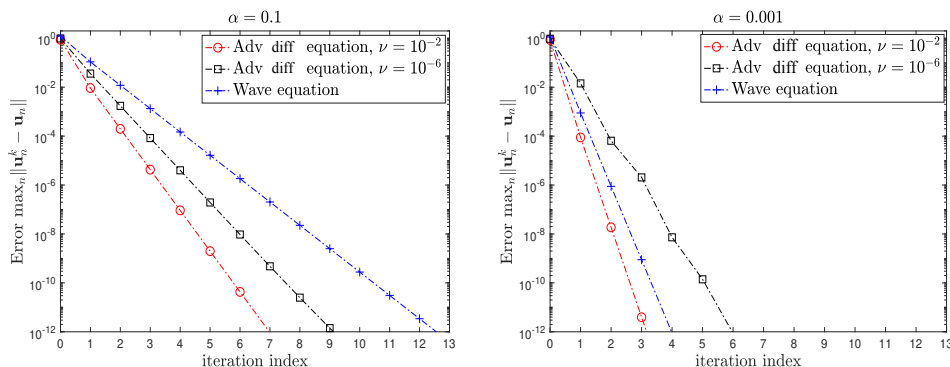 α = 0.1
Error max_n ‖u_n^k − u_n‖
10^0
10^-2
10^-4
10^-6
10^-8
10^-10
10^-12
Adv diff equation, ν = 10^-2
Adv diff equation, ν = 10^-6
Wave equation
0 1 2 3 4 5 6 7 8 9 10 11 12 13
iteration index
α = 0.001
Error max_n ‖u_n^k − u_n‖
10^0
10^-2
10^-4
10^-6
10^-8
10^-10
10^-12
Adv diff equation, ν = 10^-2
Adv diff equation, ν = 10^-6
Wave equation
0 1 2 3 4 5 6 7 8 9 10 11 12 13
iteration index